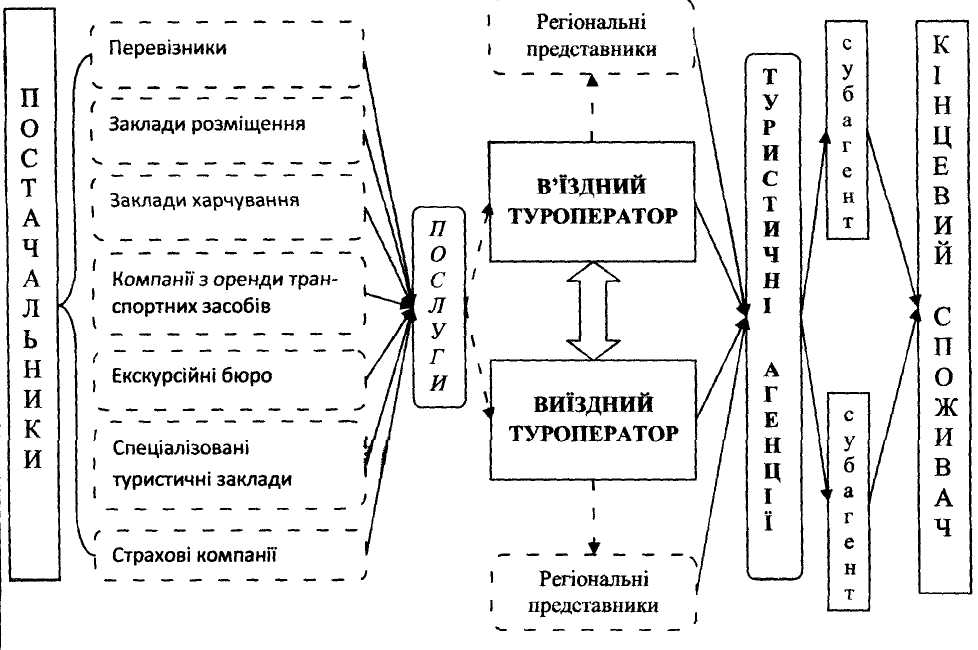 ПОСТАЧАЛЬНИКИ
Перевізники
Заклади розміщення
Заклади харчування
Компанії з оренди тран-
спортних засобів
Екскурсійні бюро
Спеціалізовані
туристичні заклади
Страхові компанії
ПОСЛУГИ
Регіональні
представники
В’ЇЗДНИЙ
ТУРОПЕРАТОР
ВИЇЗДНИЙ
ТУРОПЕРАТОР
Регіональні
представники
ТУРИСТИЧНІ АГЕНЦІЇ
субагент
субагент
КІНЦЕВИЙ СПОЖИВАЧ